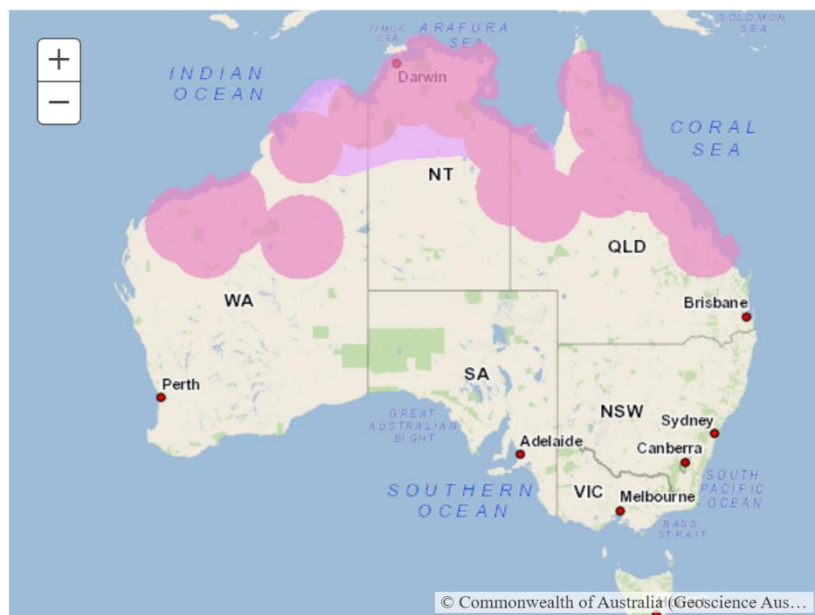 +
−
TIMOR
SEA
ARAFURA
SEA
SOLOMON
SEA
INDIAN
OCEAN
Darwin
CORAL
SEA
NT
QLD
WA
Brisbane
SA
Perth
NSW
GREAT
AUSTRALIAN
BIGHT
Sydney
Adelaide
Canberra
SOUTHERN
OCEAN
VIC
Melbourne
SOUTH
PACIFIC
OCEAN
BASS
STRAIT
© Commonwealth of Australia (Geoscience Aus…